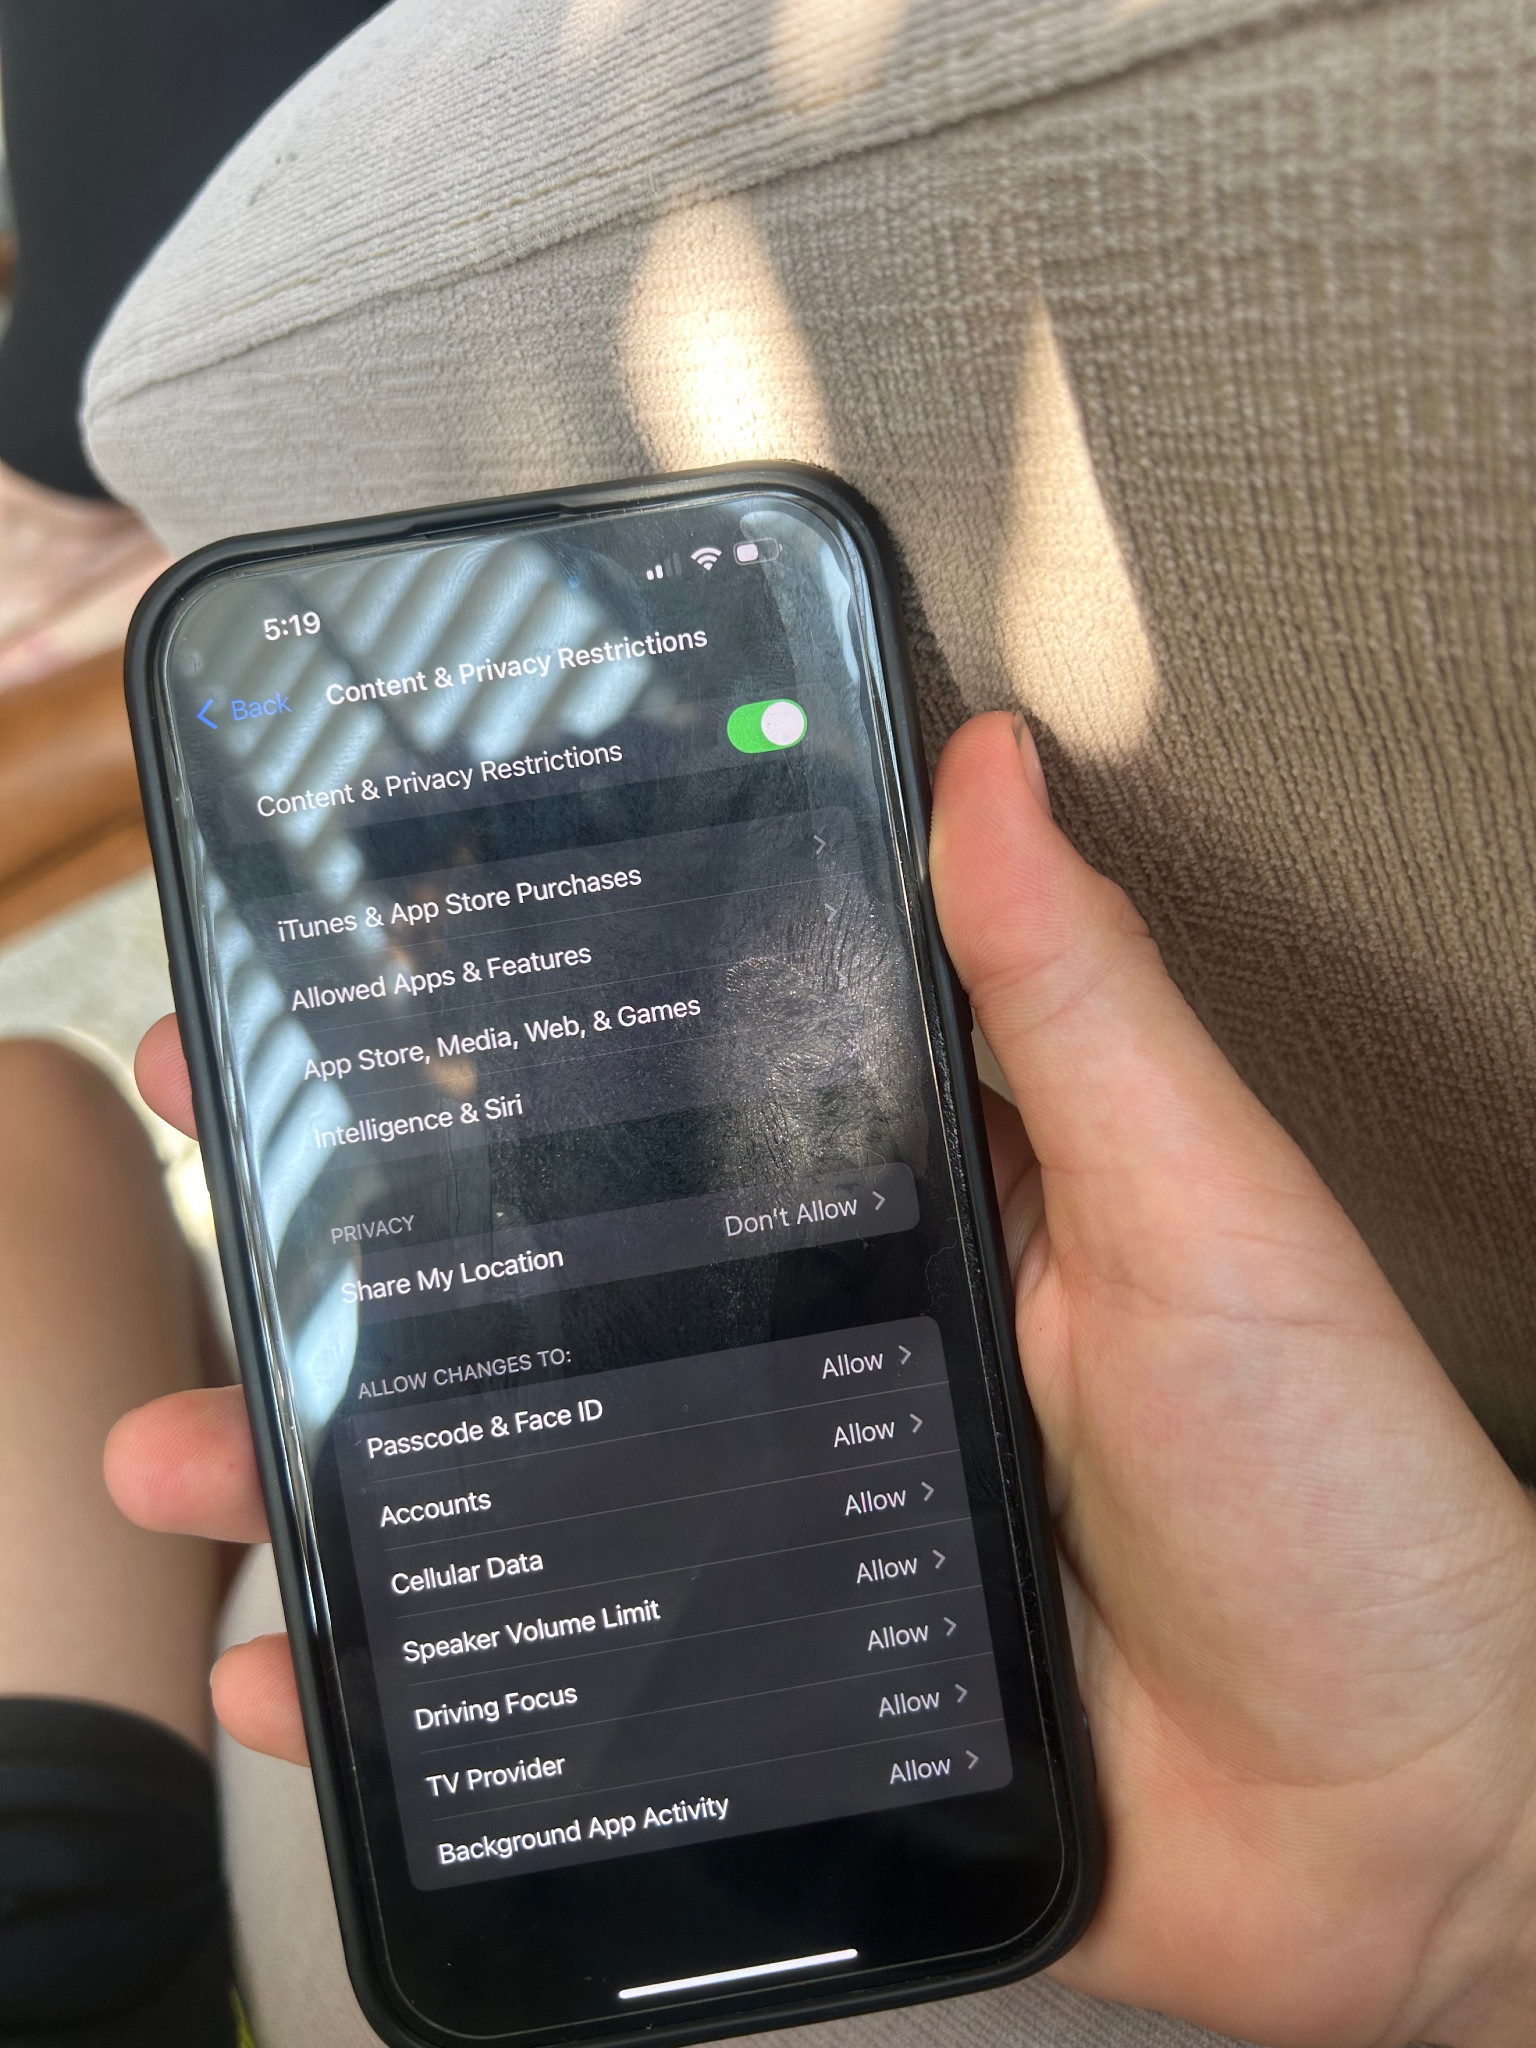 5:19
Back
Content & Privacy Restrictions
Content & Privacy Restrictions
iTunes & App Store Purchases
Allowed Apps & Features
App Store, Media, Web, & Games
Intelligence & Siri
PRIVACY
Share My Location Don't Allow
ALLOW CHANGES TO:
Passcode & Face ID Allow
Accounts Allow
Cellular Data Allow
Speaker Volume Limit Allow
Driving Focus Allow
TV Provider Allow
Background App Activity Allow